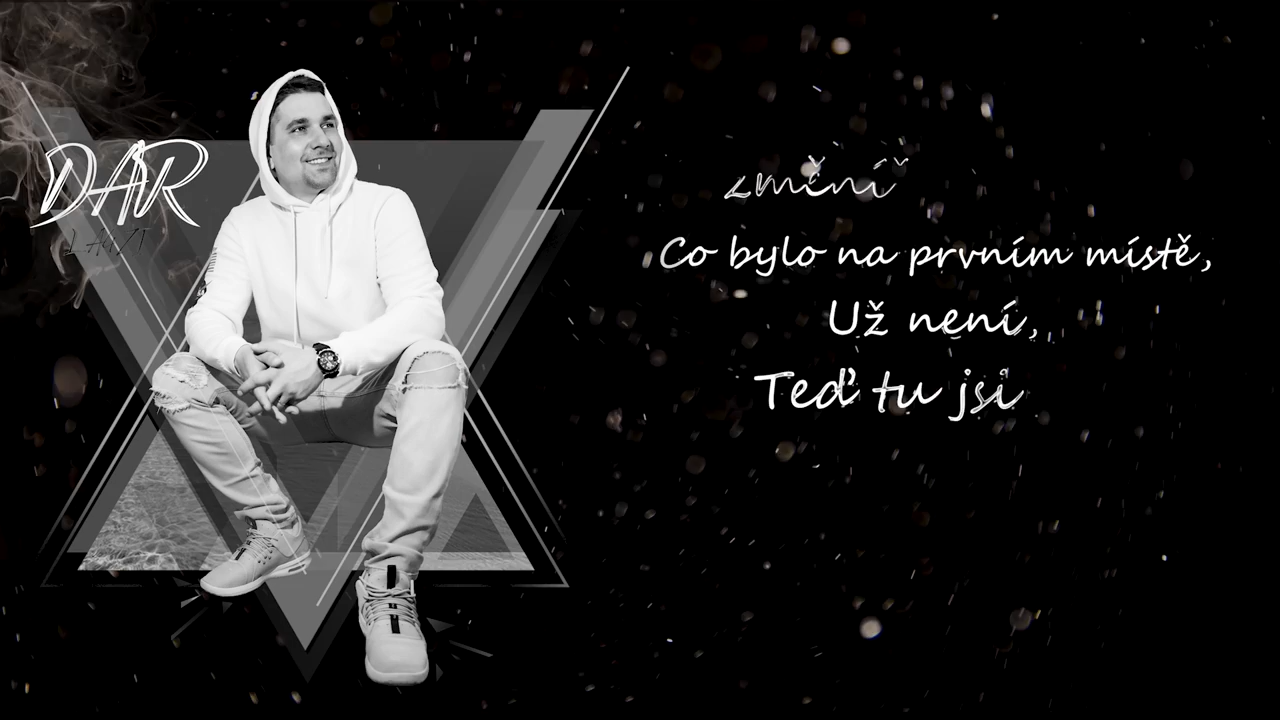 DAR
změní
Co bylo na prvním místě,
Už není,
Teď tu jsi